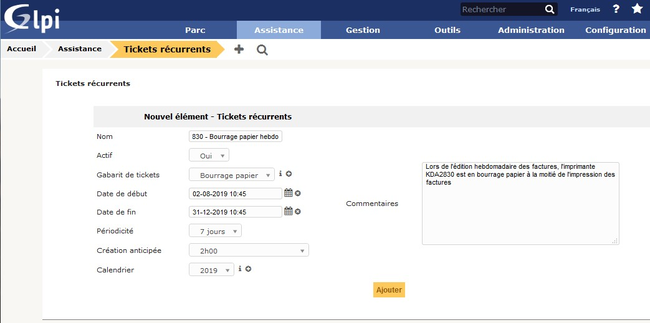 Glpi
Rechercher Français ?
Parc Assistance Gestion Outils Administration Configuration
Accueil Assistance Tickets récurrents
Tickets récurrents
Nouvel élément - Tickets récurrents
Nom 830 - Bourrage papier hebdo
Actif Oui
Gabarit de tickets Bourrage papier i
Date de début 02-08-2019 10:45
Date de fin 31-12-2019 10:45
Périodicité 7 jours
Création anticipée 2h00
Calendrier 2019 i
Commentaires
Lors de l'édition hebdomadaire des factures, l'imprimante
KDA2830 est en bourrage papier à la moitié de l'impression des
factures
Ajouter